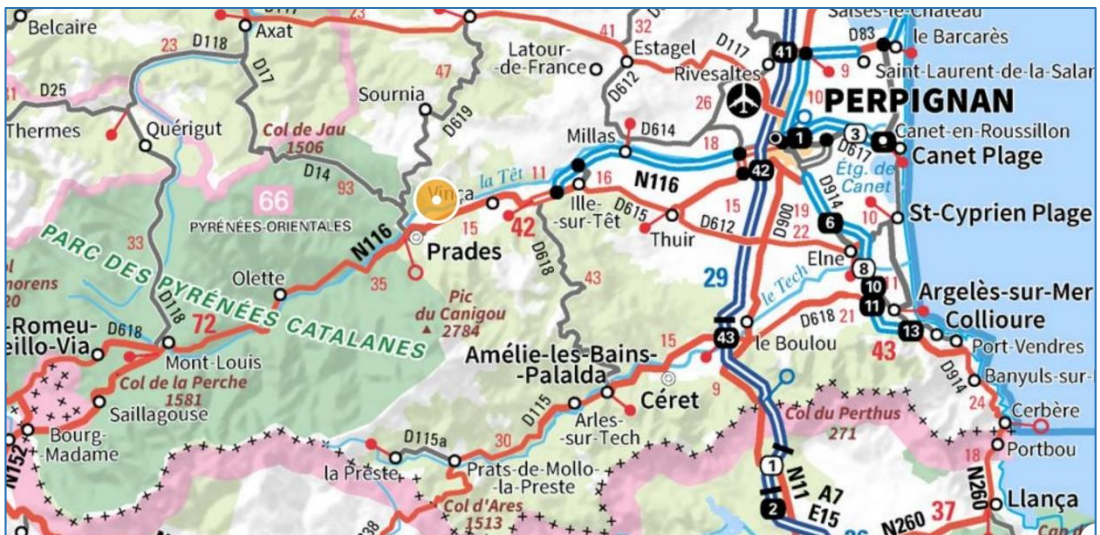 Belcaire
D117
Axat
23
D118
D25
D17
Thermes
Quérigut
Col de Jau
1506
D14
93
66
PYRÉNÉES-ORIENTALES
PARC DES PYRÉNÉES CATALANES
33
D118
Olette
N116
35
72
-Romeu-
eillo-Via
D618
Mont-Louis
Col de la Perche
1581
Saillagouse
Bourg-
-Madame
N152
norens
20
47
Sournia
D619
Vinça
la Têt
11
15
42
Prades
Pic
du Canigou
2784
41
32
Latour-
de-France
Estagel
D117
D612
Rivesaltes
26
Millas
D614
18
16
N116
Ille-
-sur-Têt
D615
D612
Thuir
15
D618
43
29
D900
19
22
Salses-le-Château
D83
le Barcarès
41
9
Saint-Laurent-de-la-Salan
10
PERPIGNAN
1
3
Canet-en-Roussillon
D617
Canet Plage
Étg. de
Canet
42
D914
10
St-Cyprien Plage
6
Elne
8
11
10
11
le Tech
D618
21
Argelès-sur-Mer
Collioure
13
43
Port-Vendres
D914
Banyuls-sur-
24
Cerbère
Portbou
18
N260
Llança
43
le Boulou
15
9
Amélie-les-Bains-
-Palalda
Céret
D115
Arles-
-sur-Tech
30
D115a
la Preste
Prats-de-Mollo-
-la-Preste
Col d'Ares
1513
Col du Perthus
271
1
N11
A7
E15
2
N260
37